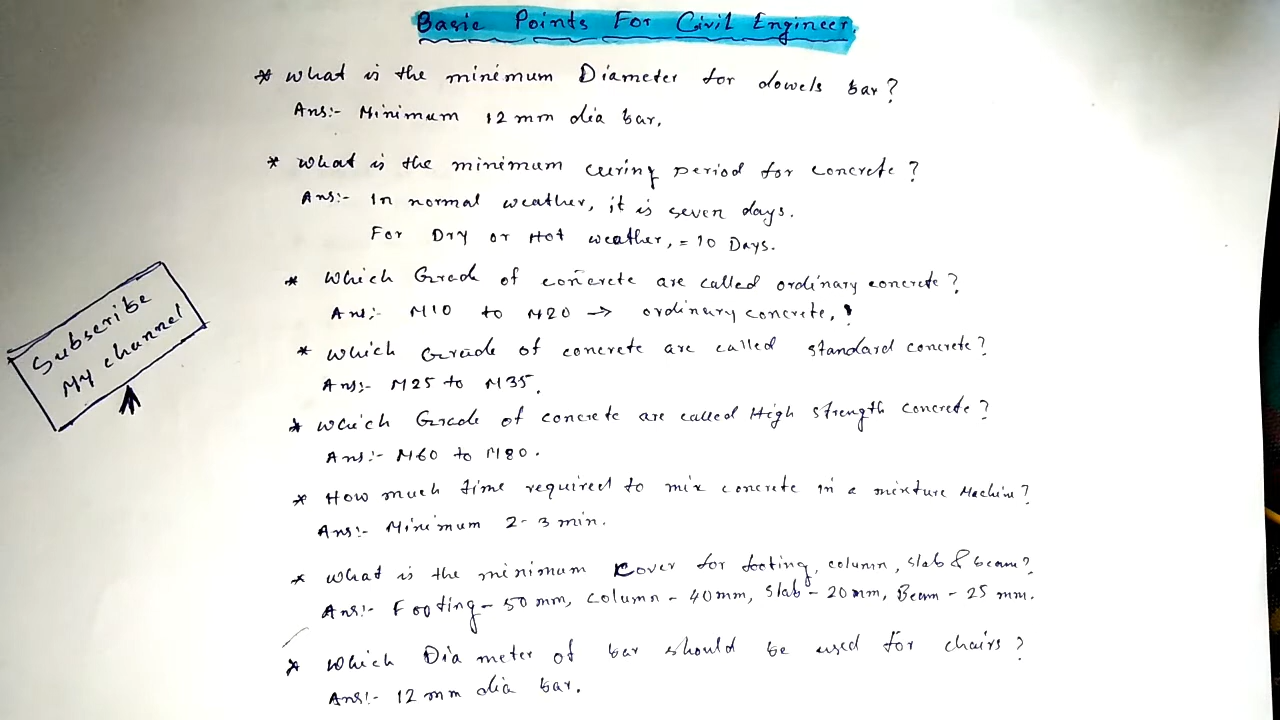 Basic Points For Civil Engineer.
* What is the minimum Diameter for dowels bar?
Ans:- Minimum 12 mm dia bar.
* What is the minimum curing period for concrete?
Ans:- In normal weather, it is seven days.
For Dry or Hot weather, = 10 Days.
* Which Grade of concrete are called ordinary concrete?
Ans:- M10 to M20 → ordinary concrete.
* Which Grade of concrete are called standard concrete?
Ans:- M25 to M35.
* Which Grade of concrete are called High strength concrete?
Ans:- M60 to M80.
* How much time required to mix concrete in a mixture Machine?
Ans:- Minimum 2-3 min.
* What is the minimum cover for footing, column, slab & beam?
Ans:- Footing - 50 mm, column - 40 mm, Slab - 20 mm, Beam - 25 mm.
* Which Diameter of bar should be used for chairs?
Ans:- 12 mm dia bar.
Subscribe
My channel